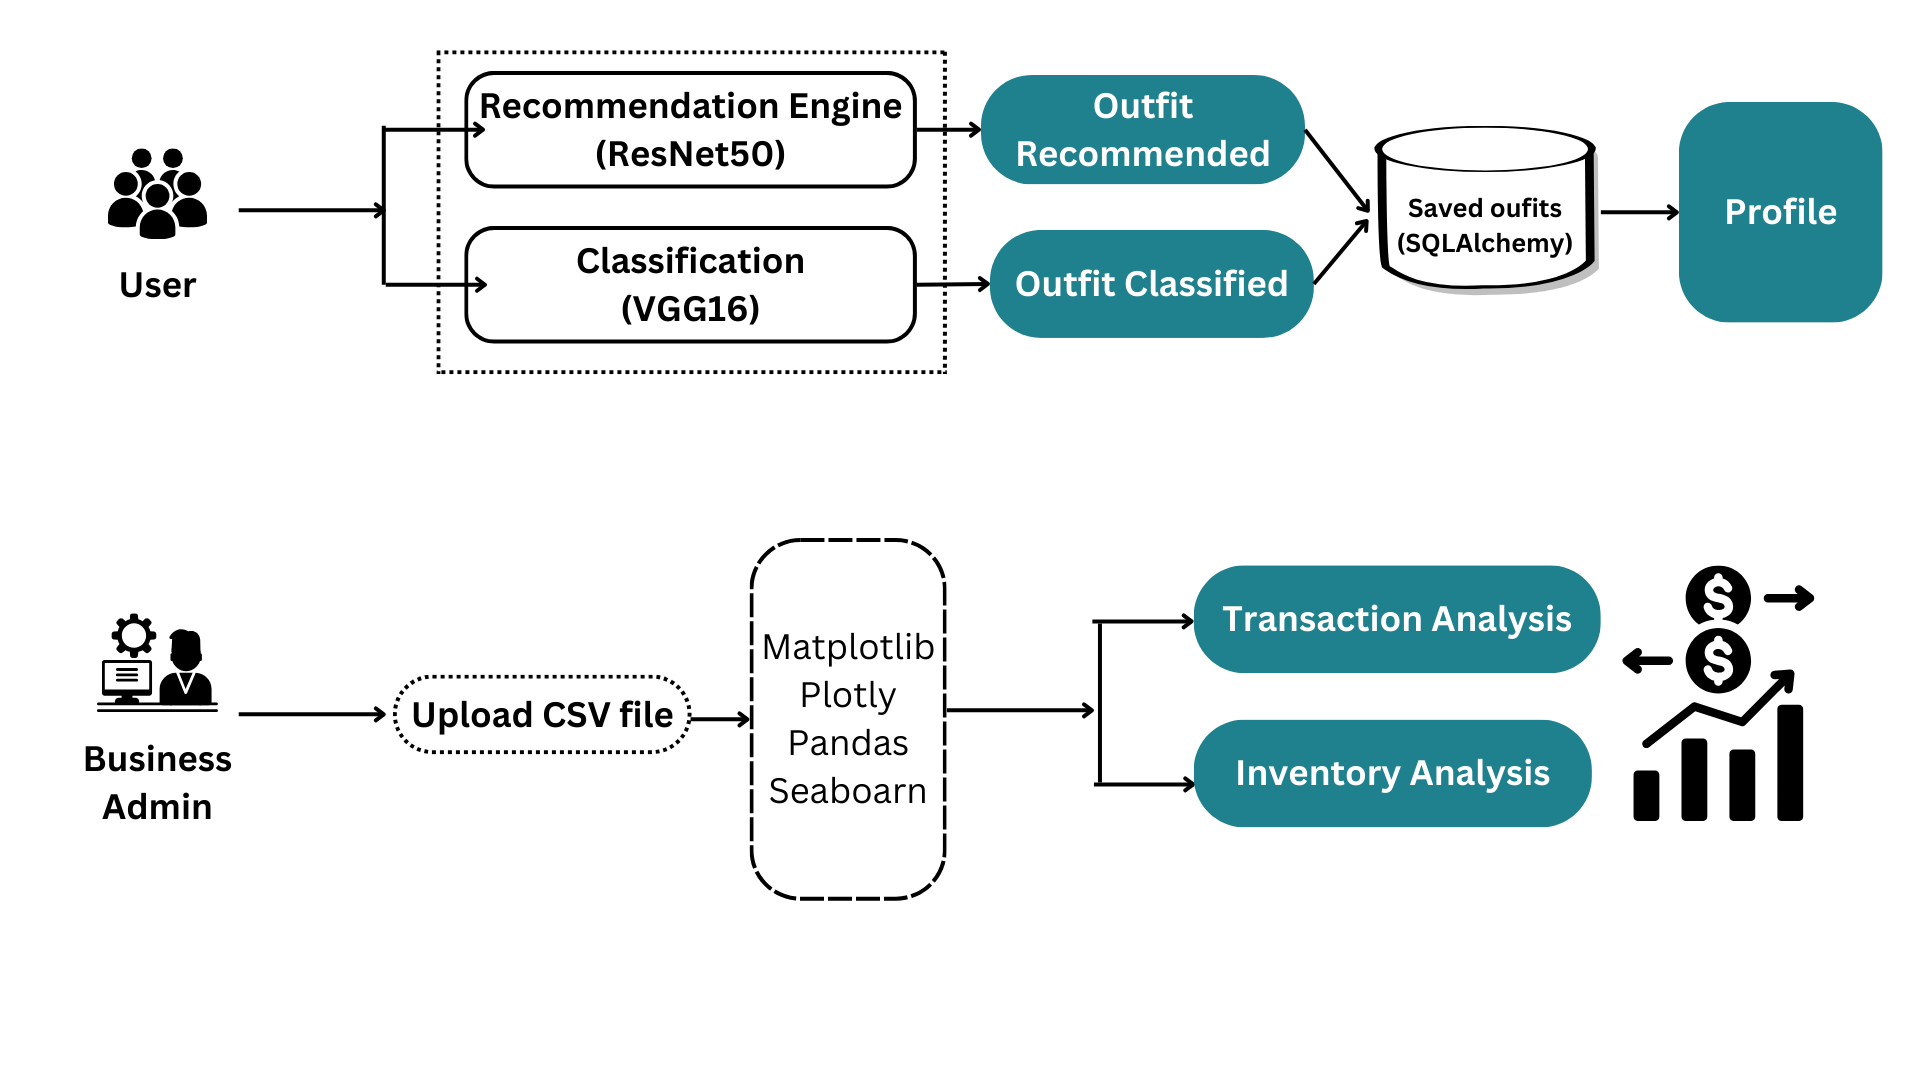 Recommendation Engine
(ResNet50)
Outfit
Recommended
Saved oufits
(SQLAlchemy)
Profile
Classification
(VGG16)
Outfit Classified
User
Matplotlib
Plotly
Pandas
Seaboarn
Transaction Analysis
Upload CSV file
Inventory Analysis
Business
Admin
$
$